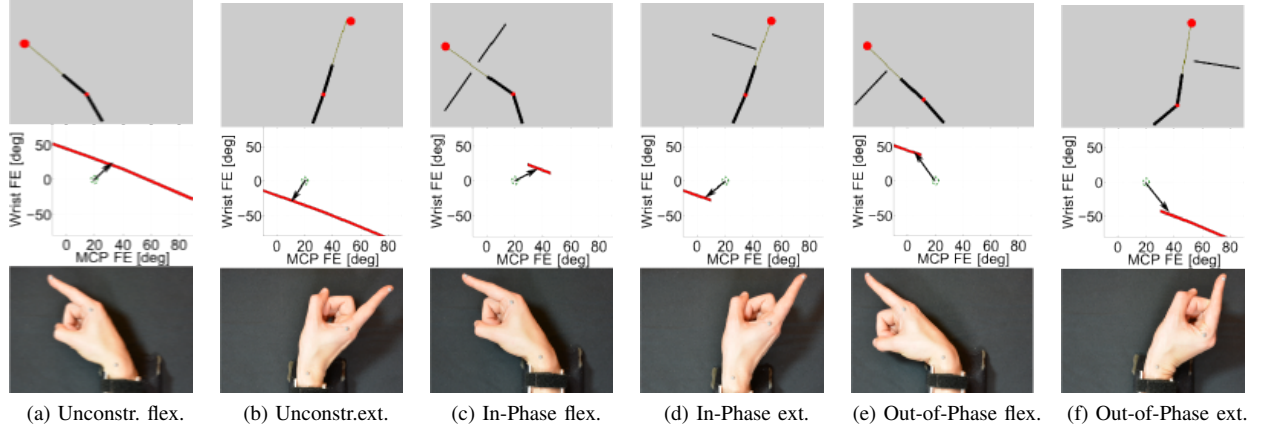 Wrist FE [deg]
50
0
−50
0 20 40 60 80
MCP FE [deg]
Wrist FE [deg]
50
0
−50
0 20 40 60 80
MCP FE [deg]
Wrist FE [deg]
50
0
−50
0 20 40 60 80
MCP FE [deg]
Wrist FE [deg]
50
0
−50
0 20 40 60 80
MCP FE [deg]
Wrist FE [deg]
50
0
−50
0 20 40 60 80
MCP FE [deg]
Wrist FE [deg]
50
0
−50
0 20 40 60 80
MCP FE [deg]
(a) Unconstr. flex.
(b) Unconstr.ext.
(c) In-Phase flex.
(d) In-Phase ext.
(e) Out-of-Phase flex.
(f) Out-of-Phase ext.